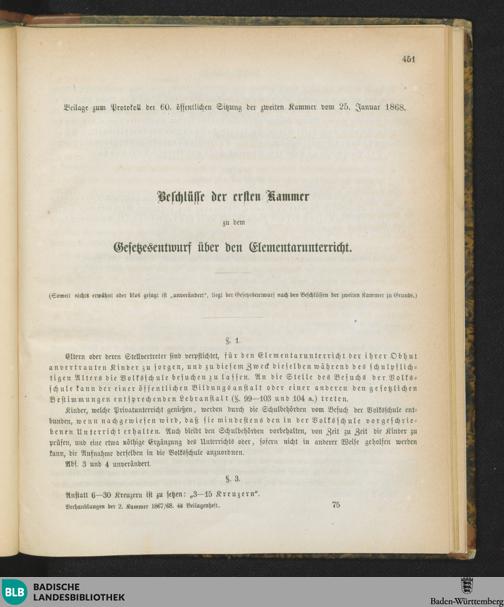 451
Beilage zum Protokoll der 60. öffentlichen Sitzung der zweiten Kammer vom 25. Januar 1868.
Beschlüsse der ersten Kammer
zu dem
Gesetzesentwurf über den Elementarunterricht.
(Soweit nichts erwähnt oder blos gesagt ist „unverändert“, liegt der Gesetzesentwurf nach den Beschlüssen der zweiten Kammer zu Grunde.)
§. 1.
Eltern oder deren Stellvertreter sind verpflichtet, für den Elementarunterricht der ihrer Obhut
anvertrauten Kinder zu sorgen, und zu diesem Zweck dieselben während des schulpflich-
tigen Alters die Volksschule besuchen zu lassen. An die Stelle des Besuchs der Volks-
schule kann der einer öffentlichen Bildungsanstalt oder einer anderen den gesetzlichen
Bestimmungen entsprechenden Lehranstalt (§. 99—103 und 104 a.) treten.
Kinder, welche Privatunterricht genießen, werden durch die Schulbehörden vom Besuch der Volksschule ent-
bunden, wenn nachgewiesen wird, daß sie mindestens den in der Volksschule vorgeschrie-
benen Unterricht erhalten. Auch bleibt den Schulbehörden vorbehalten, von Zeit zu Zeit die Kinder zu
prüfen, und eine etwa nöthige Ergänzung des Unterrichts oder, sofern nicht in anderer Weise geholfen werden
kann, die Aufnahme derselben in die Volksschule anzuordnen.
Abs. 3 und 4 unverändert.
§. 3.
Anstatt 6—30 Kreuzern ist zu setzen: „3—15 Kreuzern“.
Verhandlungen der 2. Kammer 1867/68. 4s Beilagenheft. 75
BLB BADISCHE
LANDESBIBLIOTHEK
Baden-Württemberg